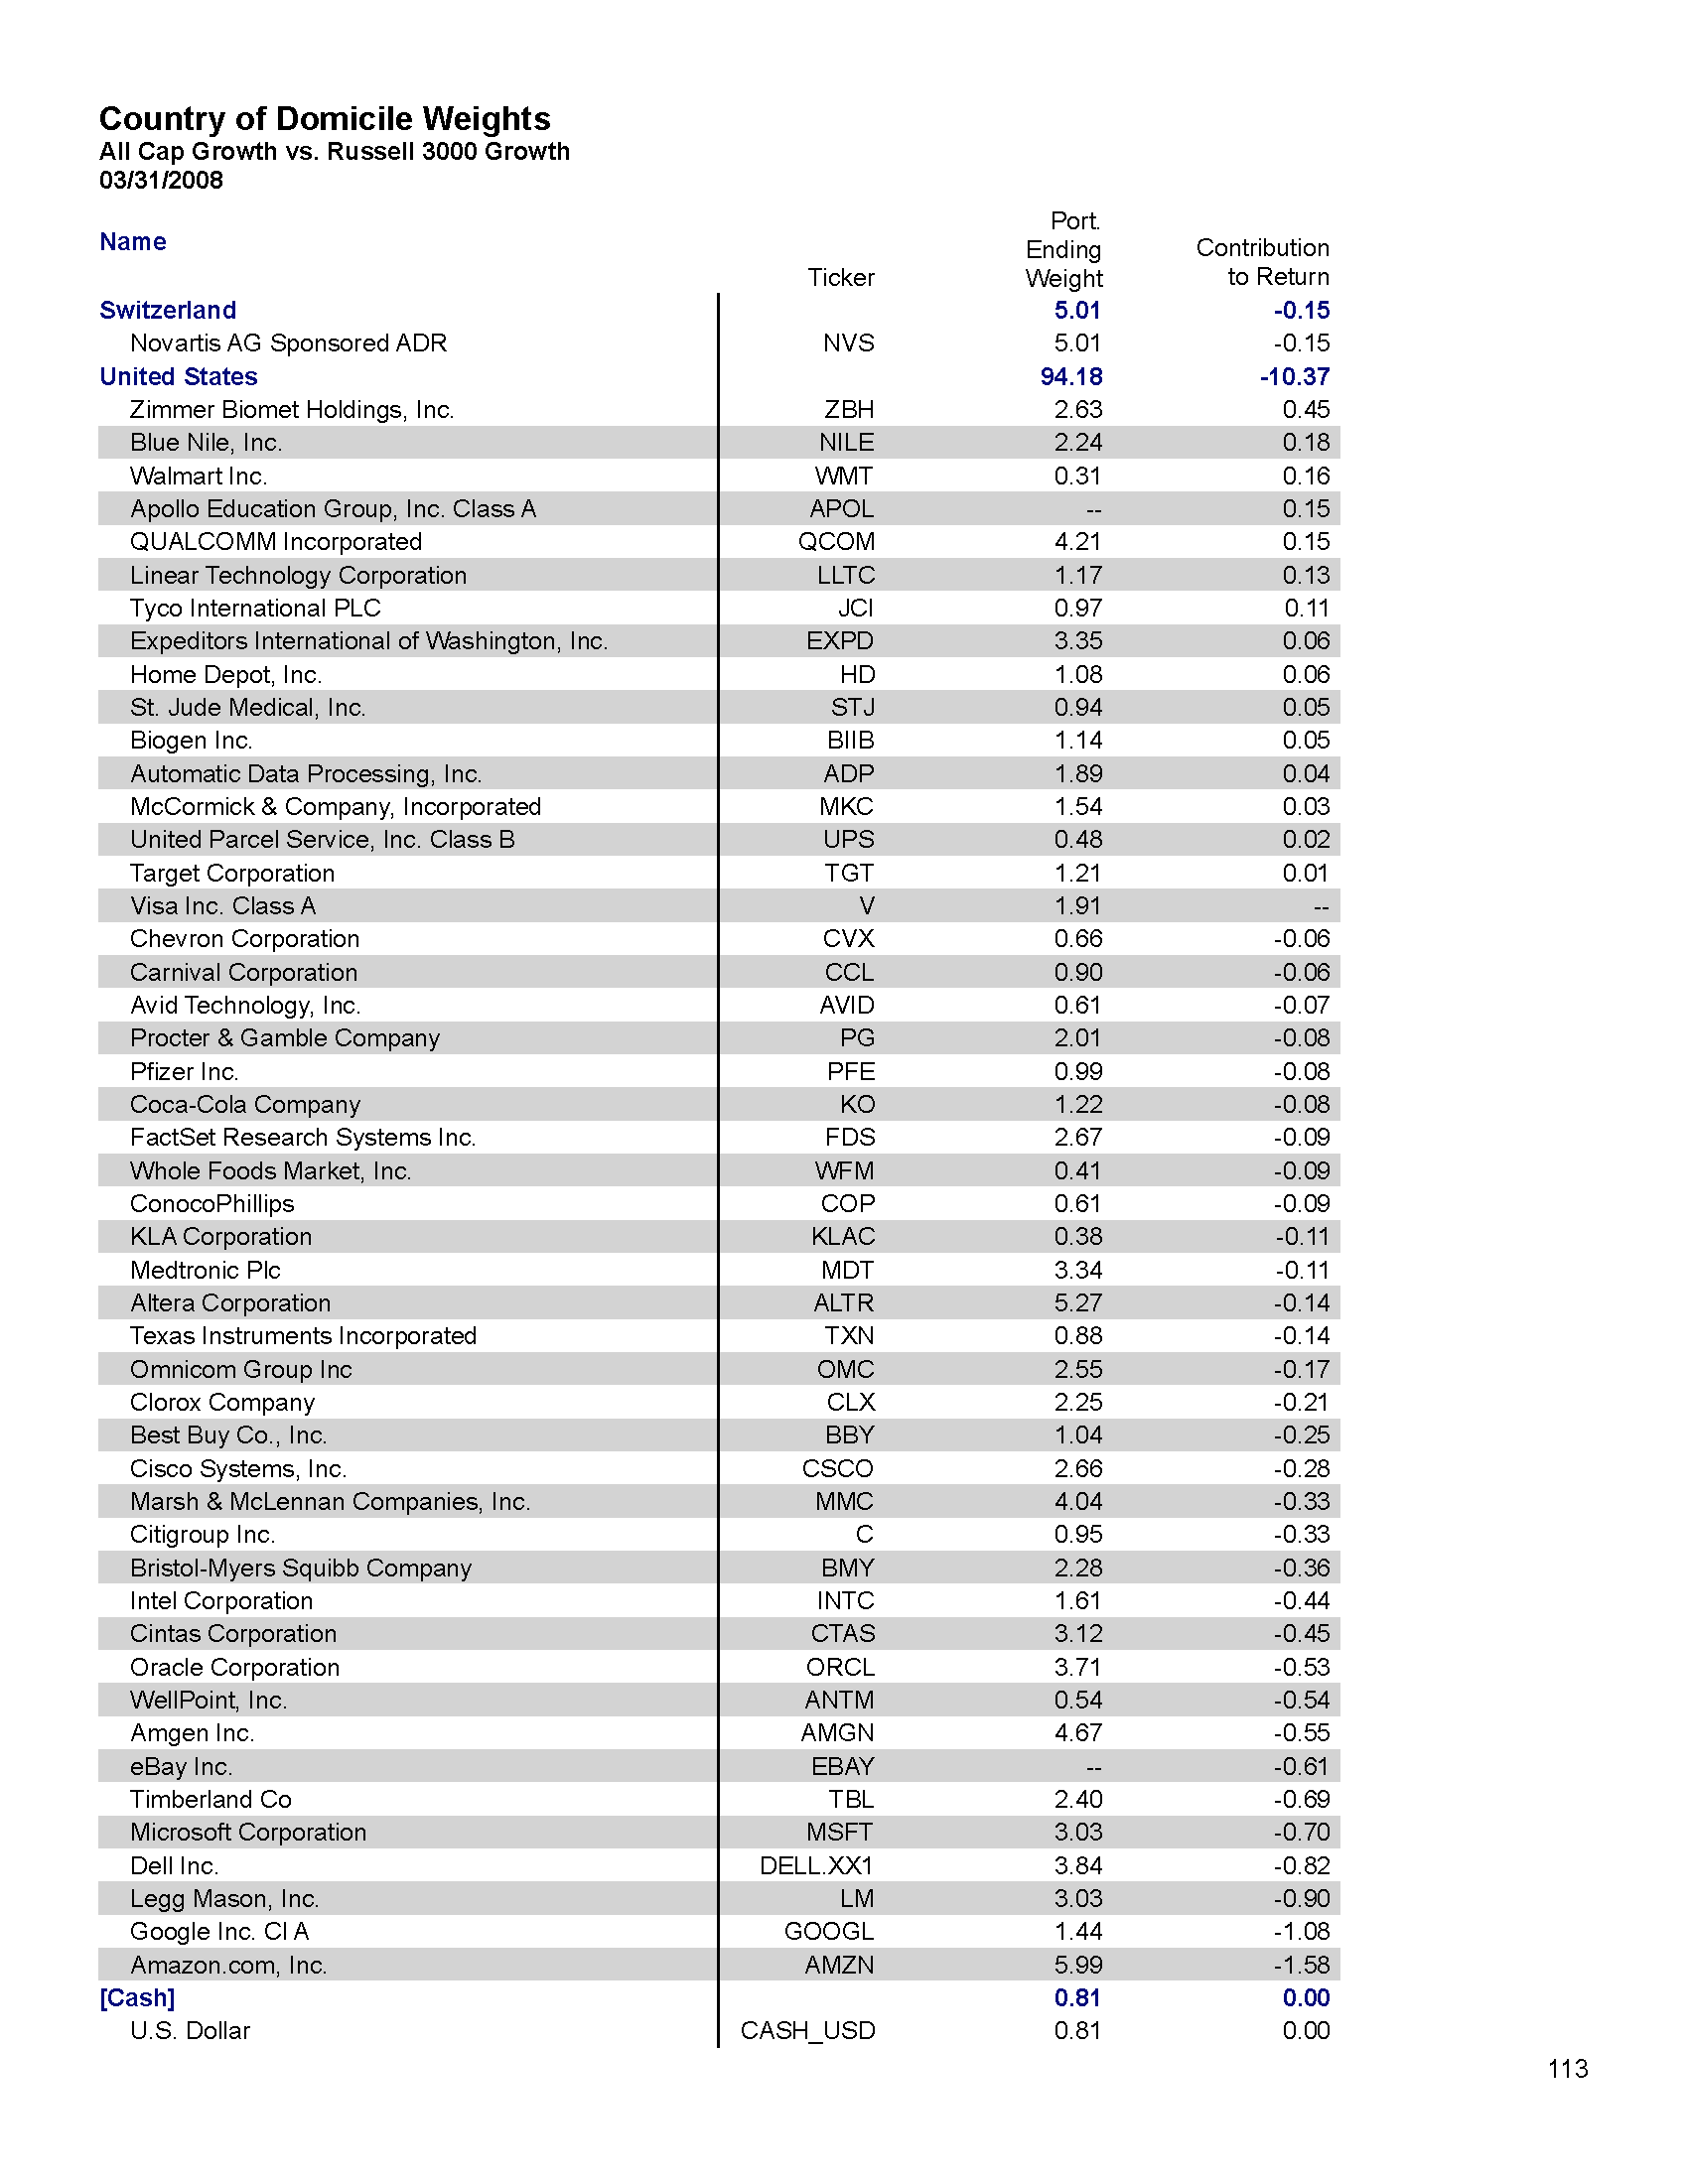 Country of Domicile Weights
All Cap Growth vs. Russell 3000 Growth
03/31/2008
Name Ticker Port. Ending Weight Contribution to Return
Switzerland 5.01 -0.15
Novartis AG Sponsored ADR NVS 5.01 -0.15
United States 94.18 -10.37
Zimmer Biomet Holdings, Inc. ZBH 2.63 0.45
Blue Nile, Inc. NILE 2.24 0.18
Walmart Inc. WMT 0.31 0.16
Apollo Education Group, Inc. Class A APOL -- 0.15
QUALCOMM Incorporated QCOM 4.21 0.15
Linear Technology Corporation LLTC 1.17 0.13
Tyco International PLC JCI 0.97 0.11
Expeditors International of Washington, Inc. EXPD 3.35 0.06
Home Depot, Inc. HD 1.08 0.06
St. Jude Medical, Inc. STJ 0.94 0.05
Biogen Inc. BIIB 1.14 0.05
Automatic Data Processing, Inc. ADP 1.89 0.04
McCormick & Company, Incorporated MKC 1.54 0.03
United Parcel Service, Inc. Class B UPS 0.48 0.02
Target Corporation TGT 1.21 0.01
Visa Inc. Class A V 1.91 --
Chevron Corporation CVX 0.66 -0.06
Carnival Corporation CCL 0.90 -0.06
Avid Technology, Inc. AVID 0.61 -0.07
Procter & Gamble Company PG 2.01 -0.08
Pfizer Inc. PFE 0.99 -0.08
Coca-Cola Company KO 1.22 -0.08
FactSet Research Systems Inc. FDS 2.67 -0.09
Whole Foods Market, Inc. WFM 0.41 -0.09
ConocoPhillips COP 0.61 -0.09
KLA Corporation KLAC 0.38 -0.11
Medtronic Plc MDT 3.34 -0.11
Altera Corporation ALTR 5.27 -0.14
Texas Instruments Incorporated TXN 0.88 -0.14
Omnicom Group Inc OMC 2.55 -0.17
Clorox Company CLX 2.25 -0.21
Best Buy Co., Inc. BBY 1.04 -0.25
Cisco Systems, Inc. CSCO 2.66 -0.28
Marsh & McLennan Companies, Inc. MMC 4.04 -0.33
Citigroup Inc. C 0.95 -0.33
Bristol-Myers Squibb Company BMY 2.28 -0.36
Intel Corporation INTC 1.61 -0.44
Cintas Corporation CTAS 3.12 -0.45
Oracle Corporation ORCL 3.71 -0.53
WellPoint, Inc. ANTM 0.54 -0.54
Amgen Inc. AMGN 4.67 -0.55
eBay Inc. EBAY -- -0.61
Timberland Co TBL 2.40 -0.69
Microsoft Corporation MSFT 3.03 -0.70
Dell Inc. DELL.XX1 3.84 -0.82
Legg Mason, Inc. LM 3.03 -0.90
Google Inc. Cl A GOOGL 1.44 -1.08
Amazon.com, Inc. AMZN 5.99 -1.58
[Cash] 0.81 0.00
U.S. Dollar CASH_USD 0.81 0.00
113